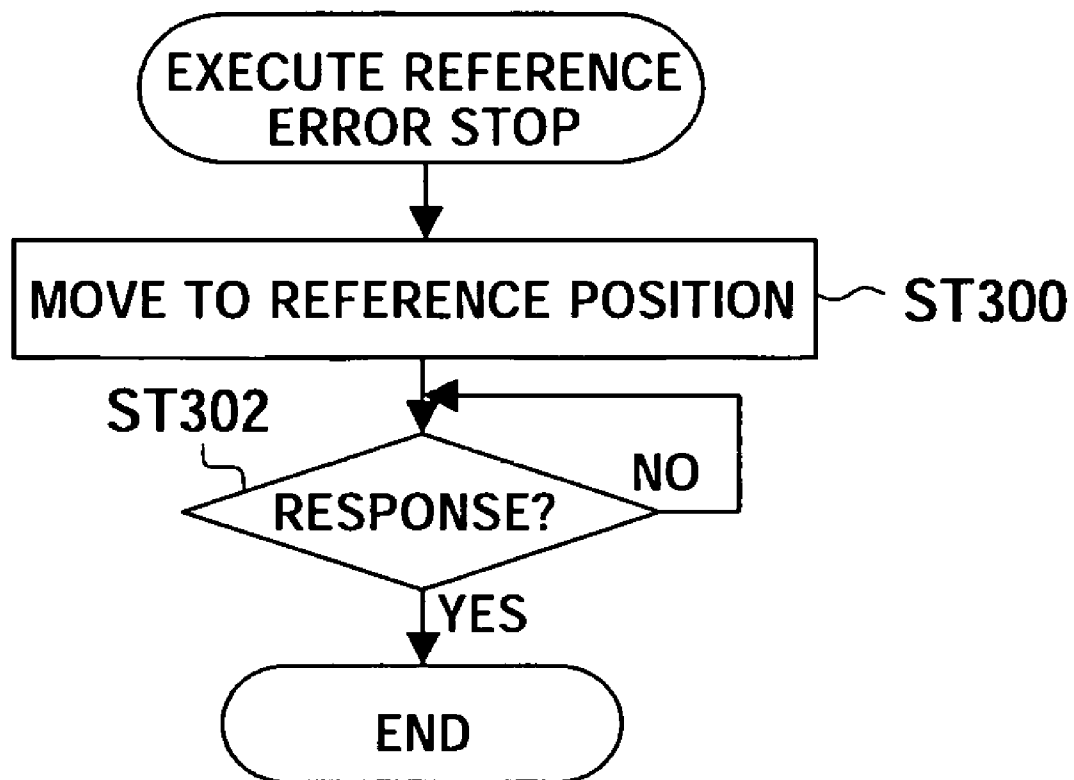 EXECUTE REFERENCE
ERROR STOP
MOVE TO REFERENCE POSITION
ST300
ST302
RESPONSE?
NO
YES
END